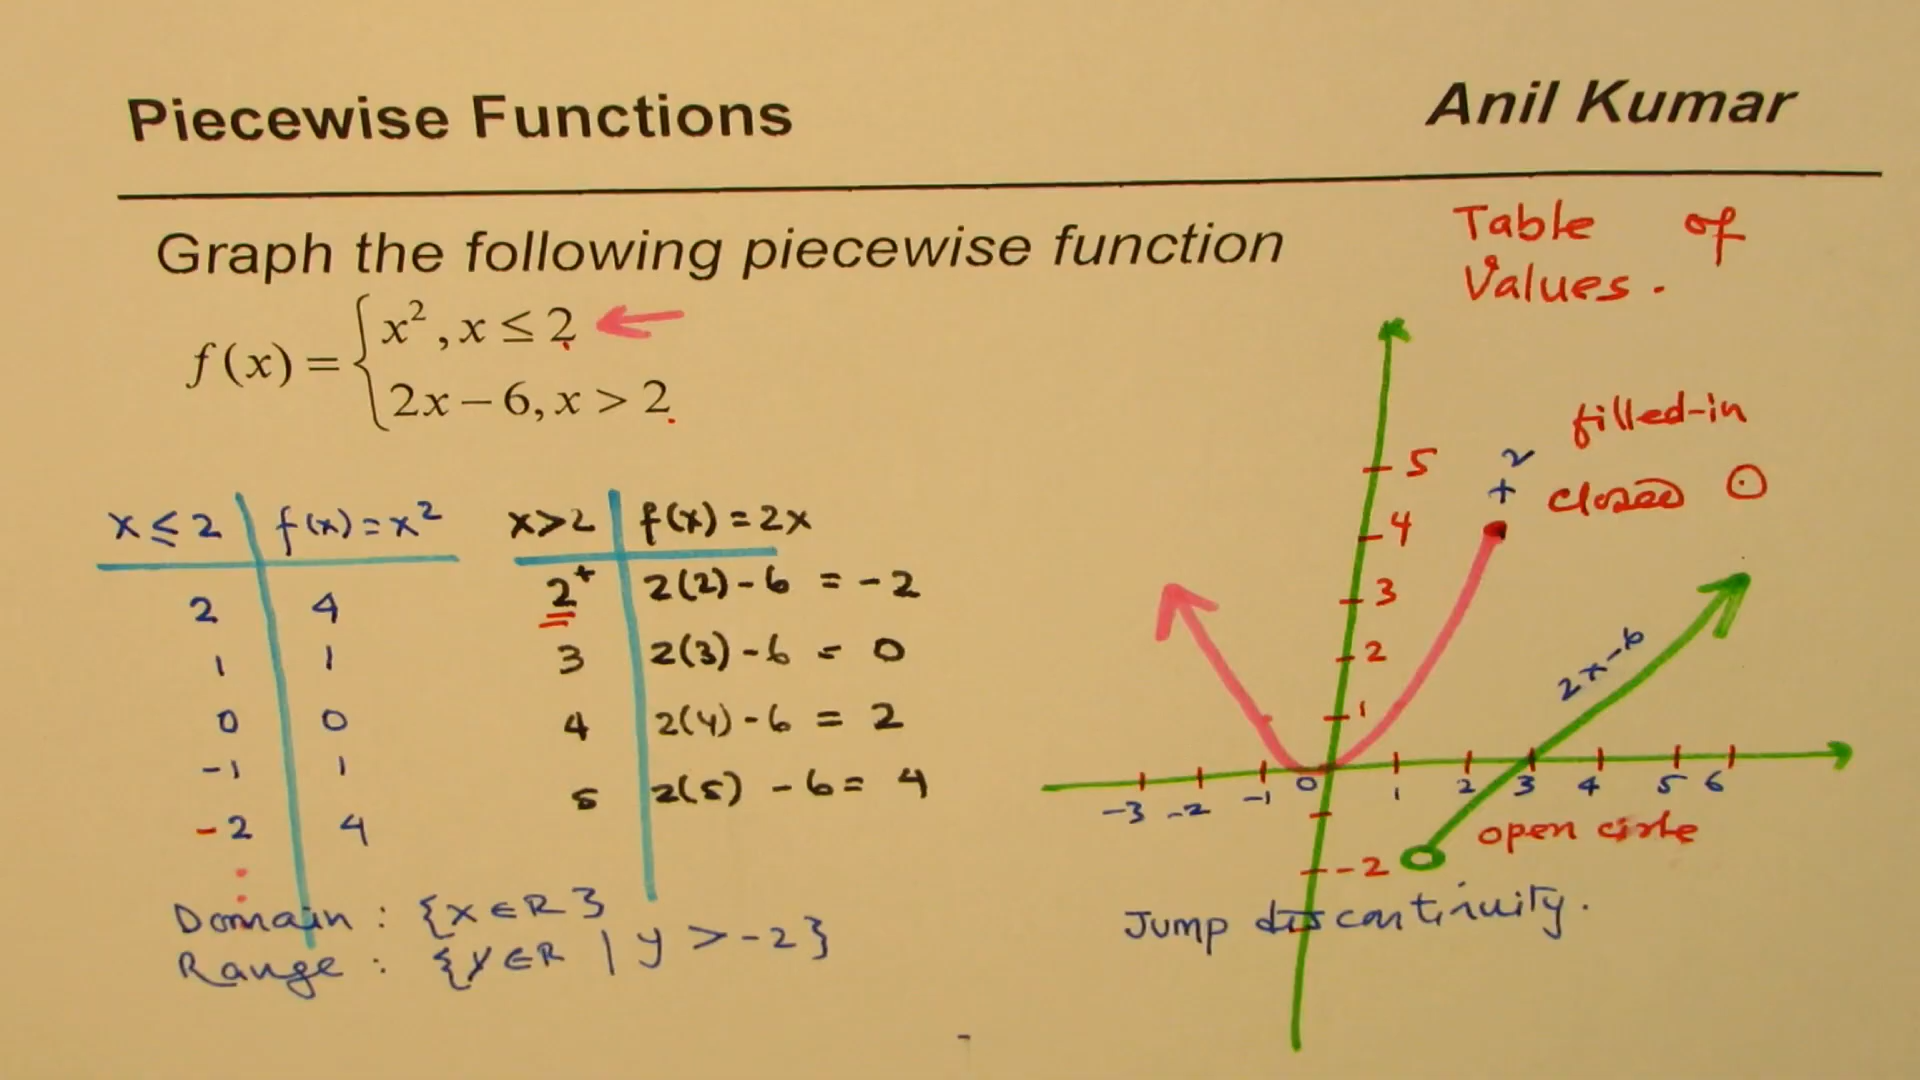 Piecewise Functions
Anil Kumar
Graph the following piecewise function
f(x) = { x², x ≤ 2
2x − 6, x > 2
Table of
Values.
x ≤ 2 | f(x) = x²
2 | 4
1 | 1
0 | 0
-1 | 1
-2 | 4
x > 2 | f(x) = 2x
2⁺ | 2(2) - 6 = -2
3 | 2(3) - 6 = 0
4 | 2(4) - 6 = 2
5 | 2(5) - 6 = 4
Domain : {x ∈ R}
Range : {y ∈ R | y > -2}
filled-in
closed
5
4
3
2
1
-2
-3 -2 -1 0 1 2 3 4 5 6
2x-6
open circle
Jump discontinuity.